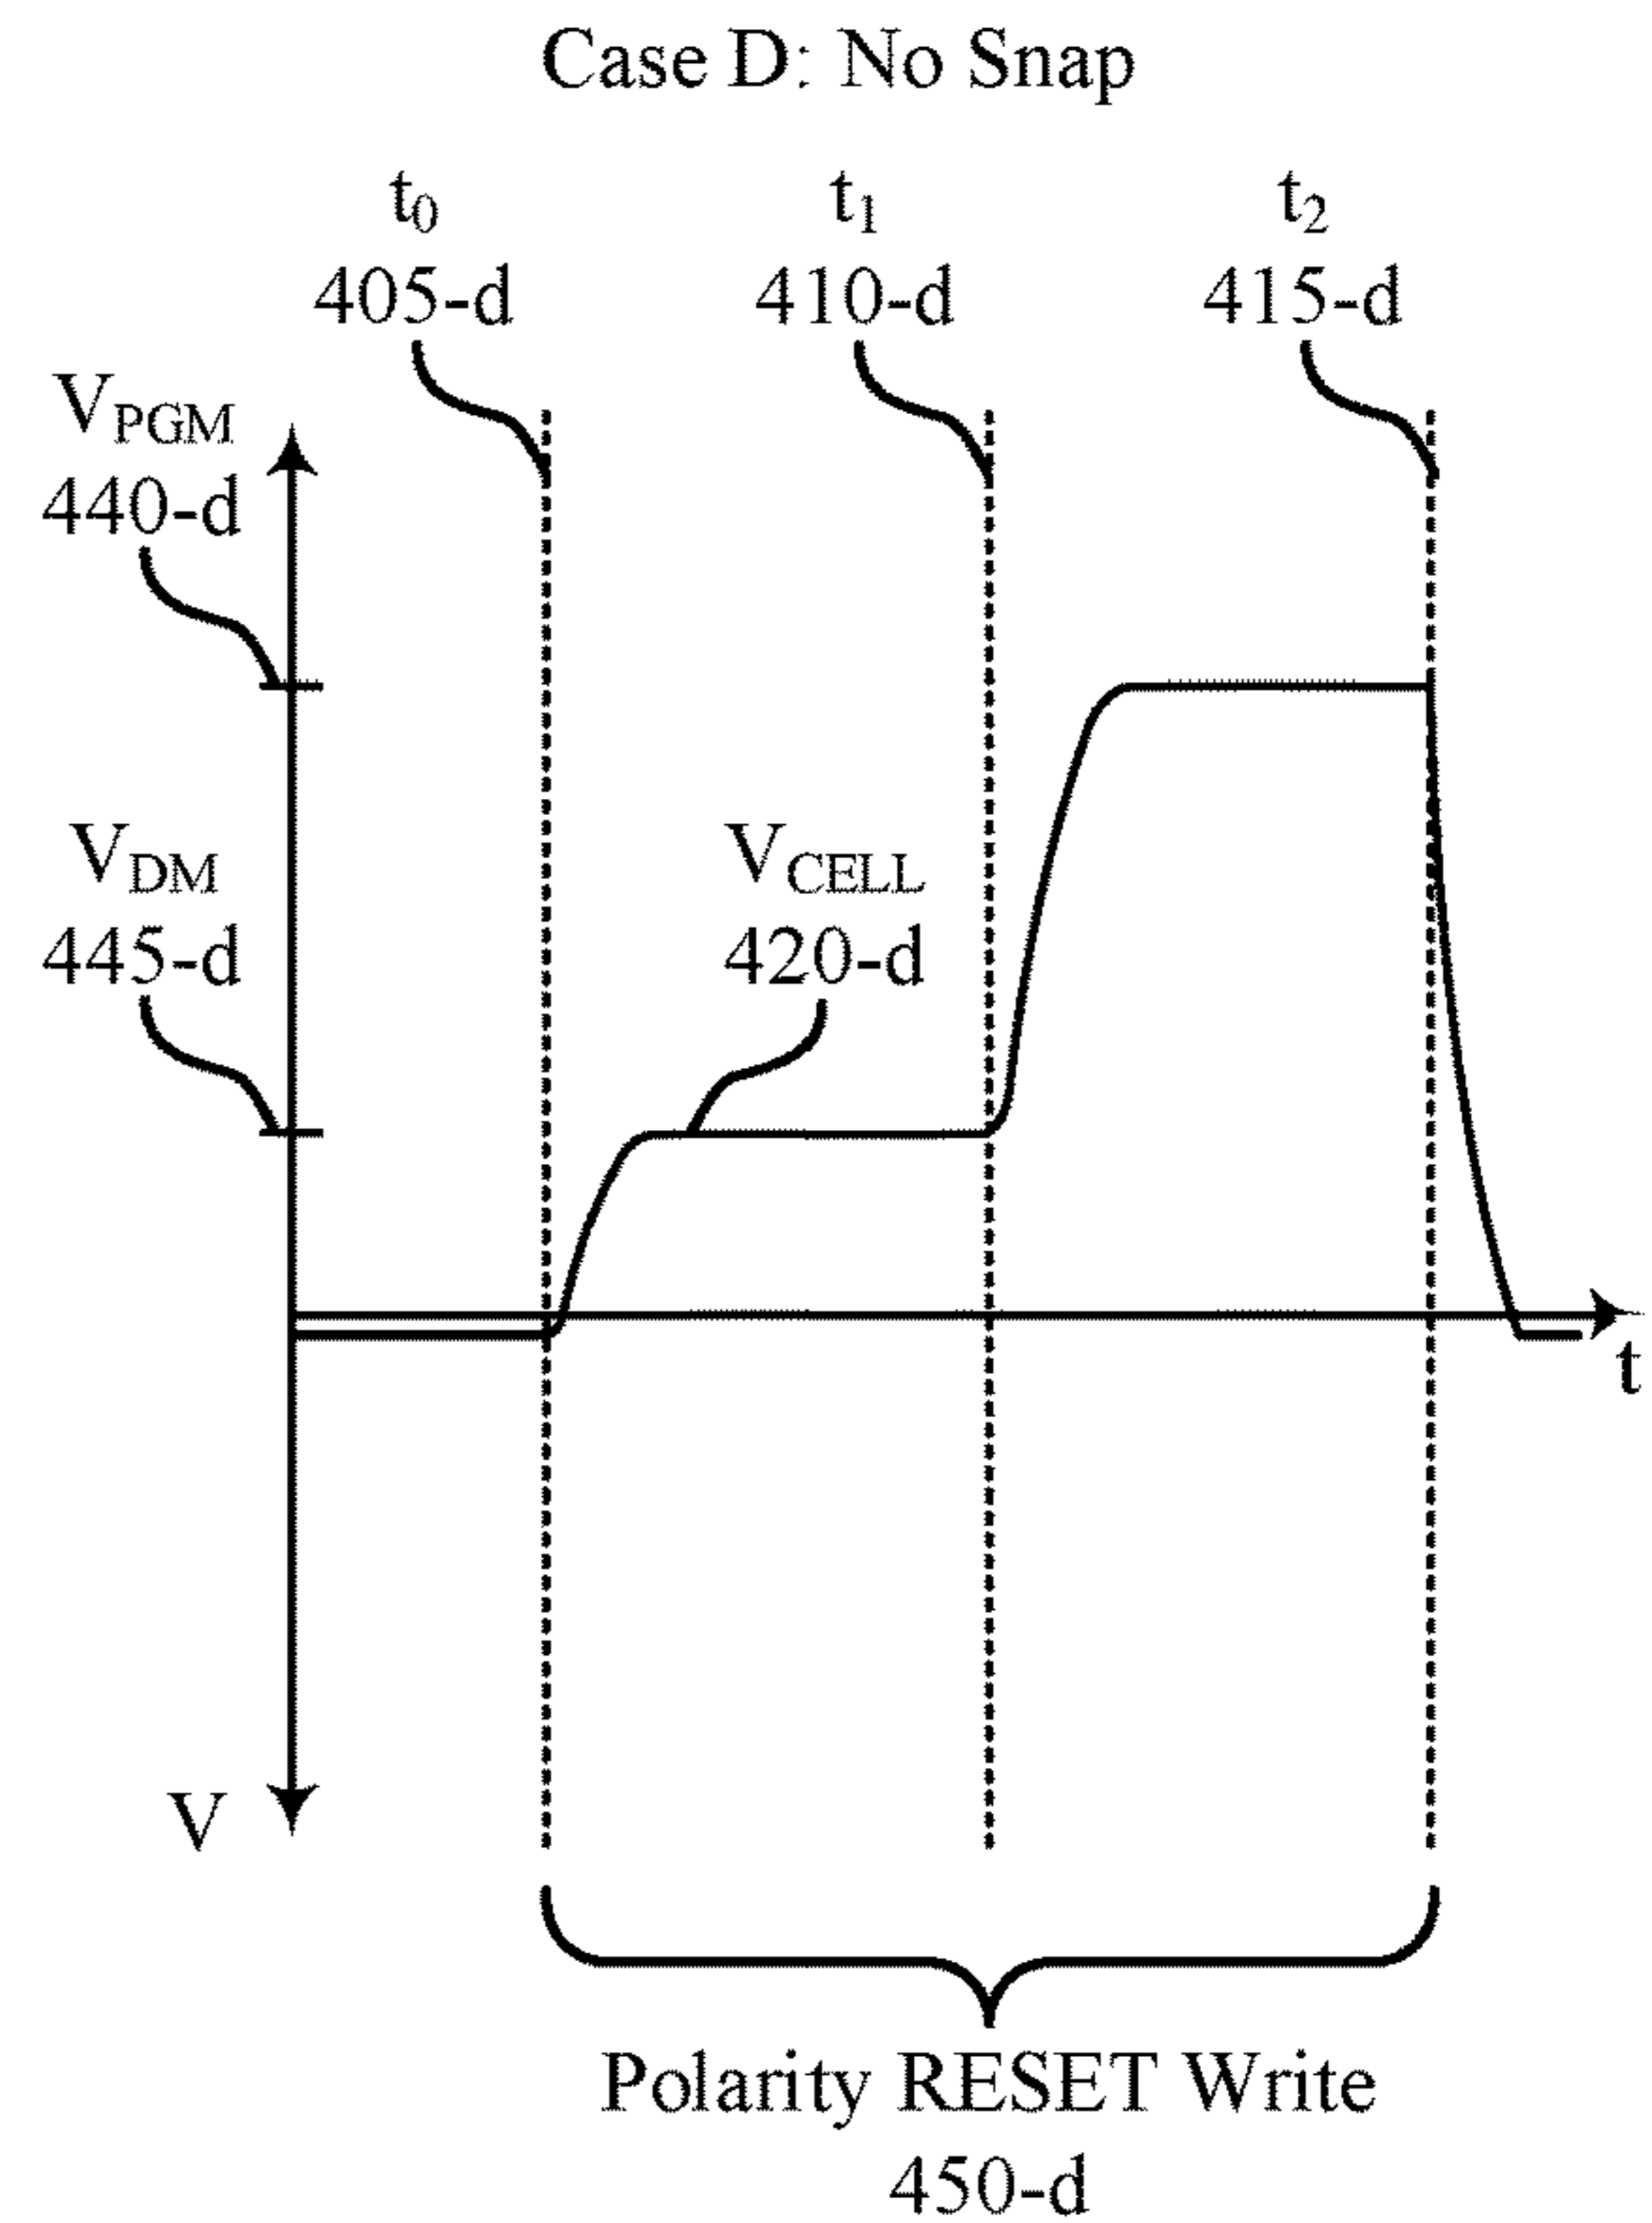 Case D: No Snap
t0
405-d
t1
410-d
t2
415-d
VPGM
440-d
VDM
445-d
VCELL
420-d
t
V
Polarity RESET Write
450-d